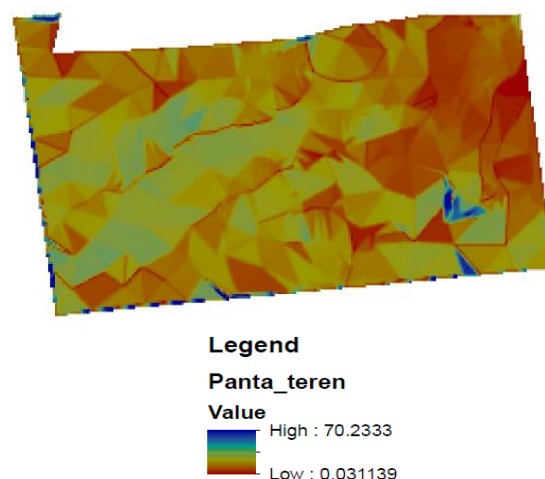 Legend
Panta_teren
Value
High : 70.2333
Low : 0.031139